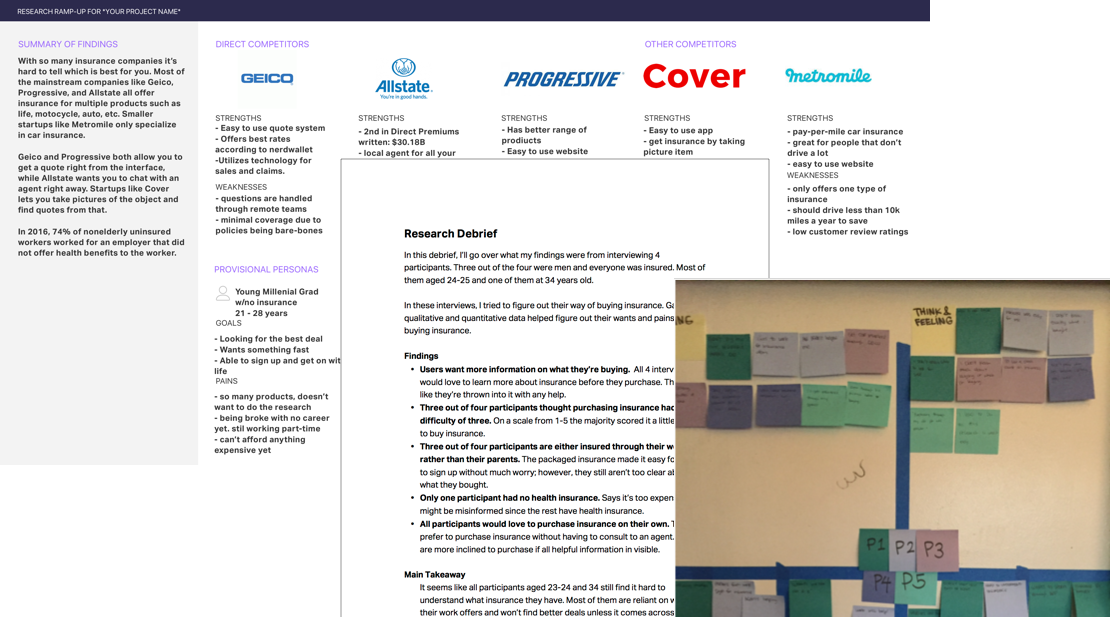 RESEARCH RAMP-UP FOR "YOUR PROJECT NAME"
SUMMARY OF FINDINGS
With so many insurance companies it's
hard to tell which is best for you. Most of
the mainstream companies like Geico,
Progressive, and Allstate all offer
insurance for multiple products such as
life, motocycle, auto, etc. Smaller
startups like Metromile only specialize
in car insurance.
Geico and Progressive both allow you to
get a quote right from the interface,
while Allstate wants you to chat with an
agent right away. Startups like Cover
lets you take pictures of the object and
find quotes from that.
In 2016, 74% of nonelderly uninsured
workers worked for an employer that did
not offer health benefits to the worker.
DIRECT COMPETITORS
GEICO
STRENGTHS
- Easy to use quote system
- Offers best rates
according to nerdwallet
-Utilizes technology for
sales and claims.
WEAKNESSES
- questions are handled
through remote teams
- minimal coverage due to
policies being bare-bones
Allstate
You're in good hands.
STRENGTHS
- 2nd in Direct Premiums
written: $30.18B
- local agent for all your
PROGRESSIVE
STRENGTHS
- Has better range of
products
- Easy to use website
OTHER COMPETITORS
Cover
STRENGTHS
- Easy to use app
- get insurance by taking
picture item
metromile
STRENGTHS
- pay-per-mile car insurance
- great for people that don't
drive a lot
- easy to use website
WEAKNESSES
- only offers one type of
insurance
- should drive less than 10k
miles a year to save
- low customer review ratings
PROVISIONAL PERSONAS
Young Millenial Grad
w/no insurance
21 - 28 years
GOALS
- Looking for the best deal
- Wants something fast
- Able to sign up and get on wit
life
PAINS
- so many products, doesn't
want to do the research
- being broke with no career
yet. stil working part-time
- can't afford anything
expensive yet
Research Debrief
In this debrief, I'll go over what my findings were from interviewing 4
participants. Three out of the four were men and everyone was insured. Most of
them aged 24-25 and one of them at 34 years old.
In these interviews, I tried to figure out their way of buying insurance. Ga
qualitative and quantitative data helped figure out their wants and pains
buying insurance.
Findings
• Users want more information on what they're buying. All 4 interv
would love to learn more about insurance before they purchase. Th
like they're thrown into it with any help.
• Three out of four participants thought purchasing insurance had
difficulty of three. On a scale from 1-5 the majority scored it a little
to buy insurance.
• Three out of four participants are either insured through their w
rather than their parents. The packaged insurance made it easy fo
to sign up without much worry; however, they still aren't too clear ab
what they bought.
• Only one participant had no health insurance. Says it's too expen
might be misinformed since the rest have health insurance.
• All participants would love to purchase insurance on their own. T
prefer to purchase insurance without having to consult to an agent.
are more inclined to purchase if all helpful information in visible.
Main Takeaway
It seems like all participants aged 23-24 and 34 still find it hard to
understand what insurance they have. Most of them are reliant on w
their work offers and won't find better deals unless it comes across
NG
THINK &
FEELING
P1 P2 P3
P4 P5